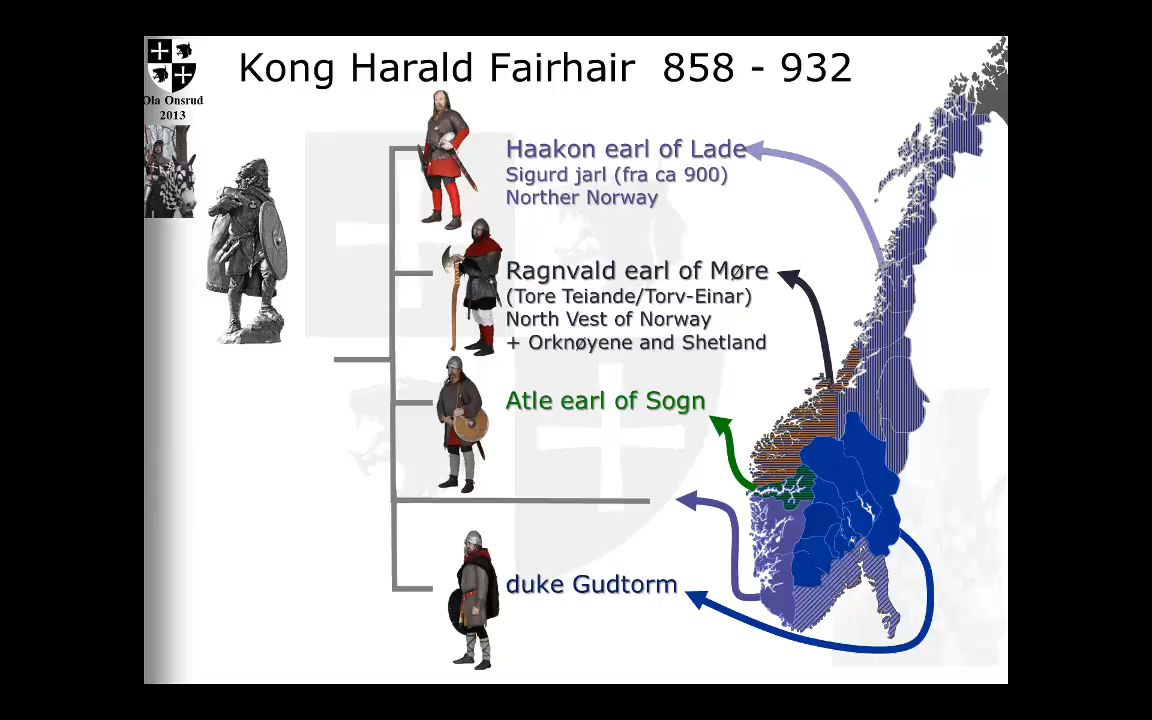 Kong Harald Fairhair 858 - 932
Ola Onsrud
2013
Haakon earl of Lade
Sigurd jarl (fra ca 900)
Norther Norway
Ragnvald earl of Møre
(Tore Teiande/Torv-Einar)
North Vest of Norway
+ Orknøyene and Shetland
Atle earl of Sogn
duke Gudtorm